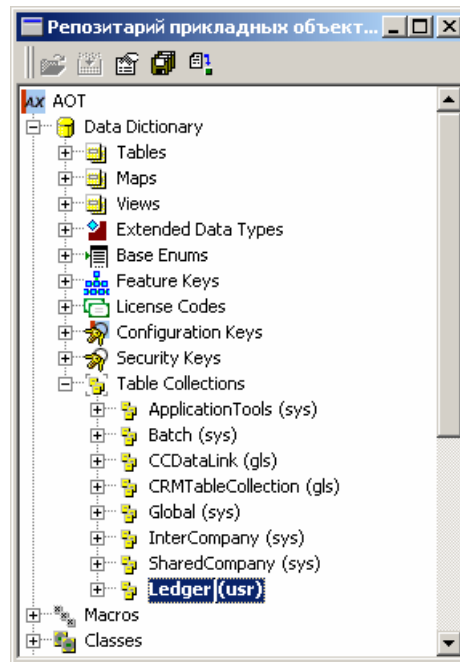 Репозитарий прикладных объект...
AX AOT
Data Dictionary
Tables
Maps
Views
Extended Data Types
Base Enums
Feature Keys
License Codes
Configuration Keys
Security Keys
Table Collections
ApplicationTools (sys)
Batch (sys)
CCDataLink (gls)
CRMTableCollection (gls)
Global (sys)
InterCompany (sys)
SharedCompany (sys)
Ledger (usr)
Macros
Classes